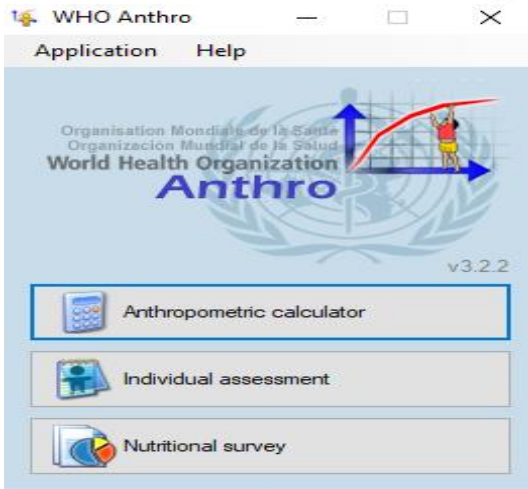 WHO Anthro
Application Help
Organisation Mondiale de la Santé
Organización Mundial de la Salud
World Health Organization
Anthro
v3.2.2
Anthropometric calculator
Individual assessment
Nutritional survey